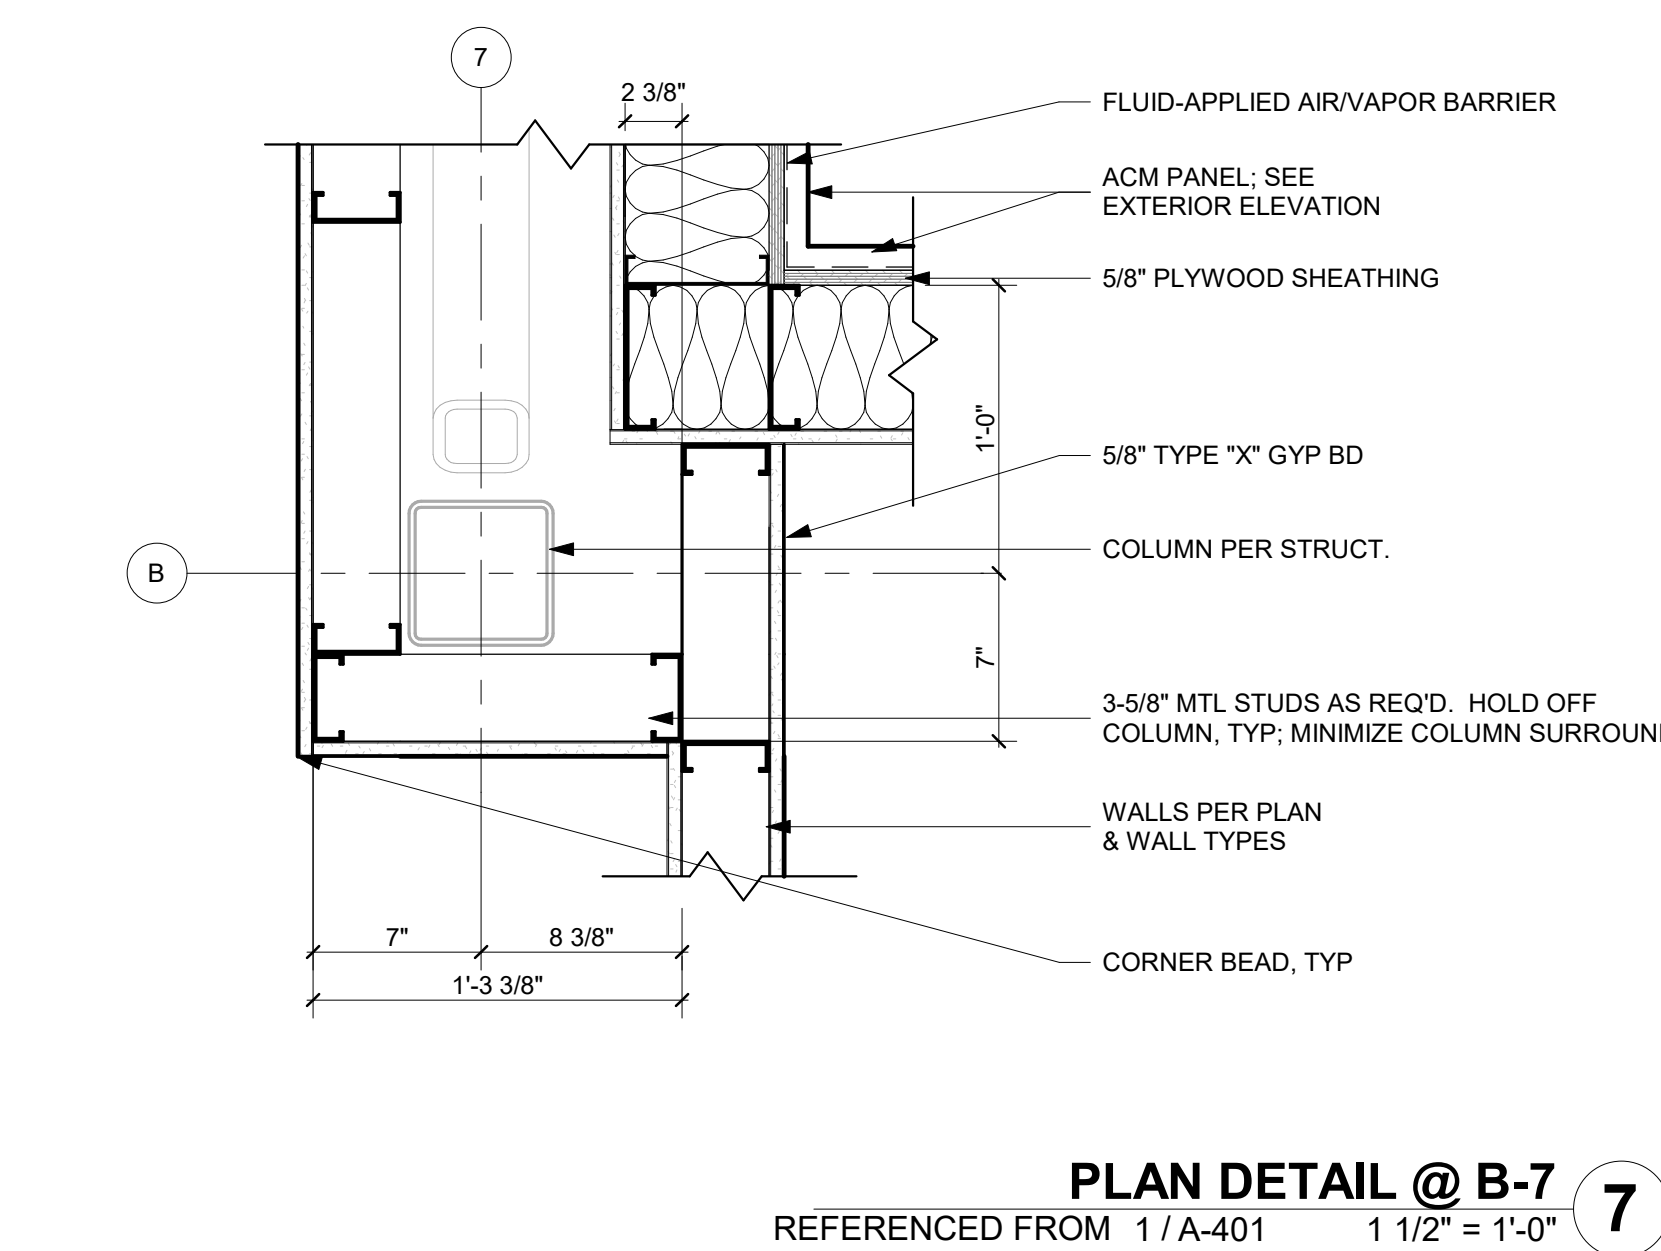 7
2 3/8"
FLUID-APPLIED AIR/VAPOR BARRIER
ACM PANEL; SEE
EXTERIOR ELEVATION
5/8" PLYWOOD SHEATHING
1'-0"
5/8" TYPE "X" GYP BD
COLUMN PER STRUCT.
B
7"
3-5/8" MTL STUDS AS REQ'D. HOLD OFF
COLUMN, TYP; MINIMIZE COLUMN SURROUN
WALLS PER PLAN
& WALL TYPES
7" 8 3/8"
CORNER BEAD, TYP
1'-3 3/8"
PLAN DETAIL @ B-7
7
REFERENCED FROM 1 / A-401 1 1/2" = 1'-0"